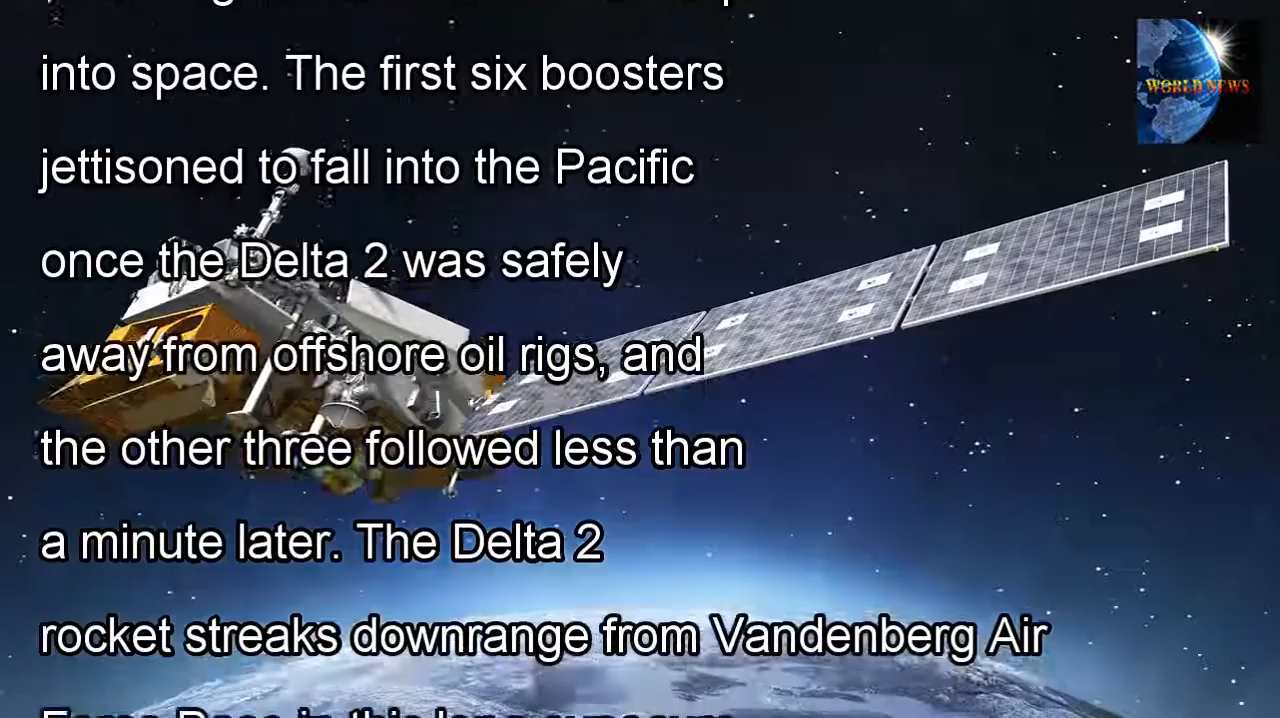 into space. The first six boosters
WORLD NEWS
jettisoned to fall into the Pacific
once the Delta 2 was safely
away from offshore oil rigs, and
the other three followed less than
a minute later. The Delta 2
rocket streaks downrange from Vandenberg Air